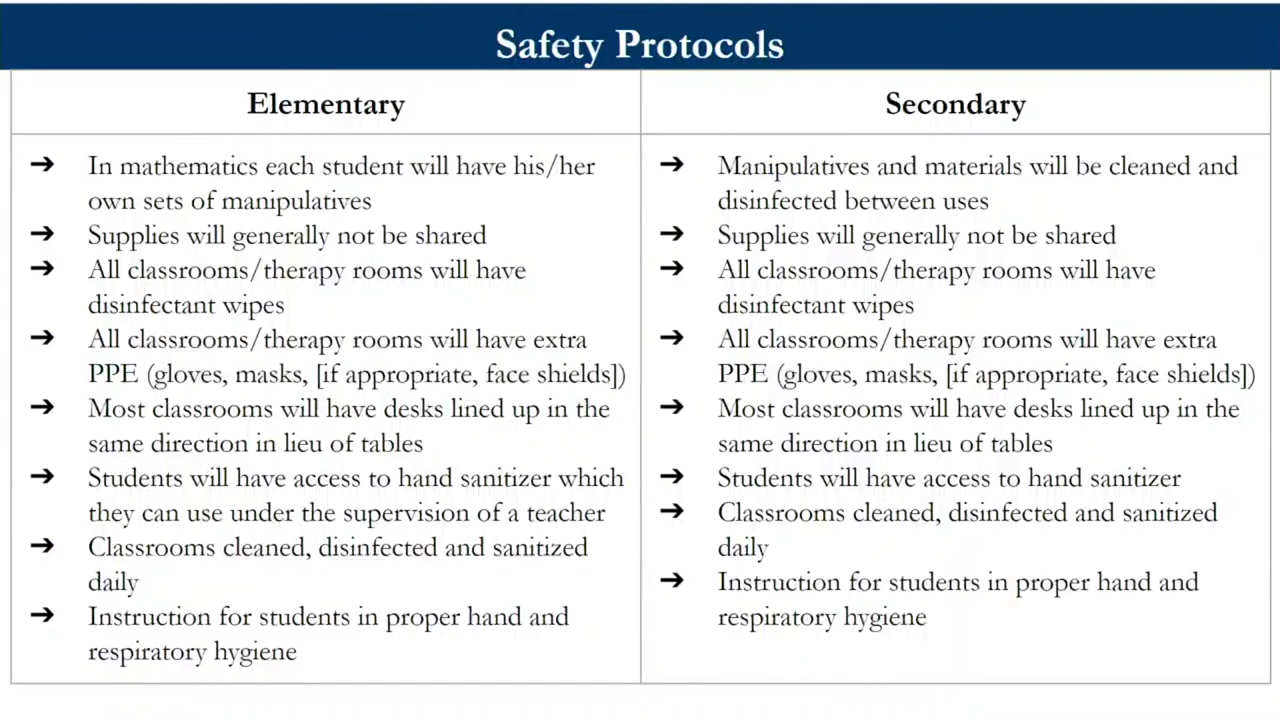 Safety Protocols
Elementary
➔ In mathematics each student will have his/her
own sets of manipulatives
➔ Supplies will generally not be shared
➔ All classrooms/therapy rooms will have
disinfectant wipes
➔ All classrooms/therapy rooms will have extra
PPE (gloves, masks, [if appropriate, face shields])
➔ Most classrooms will have desks lined up in the
same direction in lieu of tables
➔ Students will have access to hand sanitizer which
they can use under the supervision of a teacher
➔ Classrooms cleaned, disinfected and sanitized
daily
➔ Instruction for students in proper hand and
respiratory hygiene
Secondary
➔ Manipulatives and materials will be cleaned and
disinfected between uses
➔ Supplies will generally not be shared
➔ All classrooms/therapy rooms will have
disinfectant wipes
➔ All classrooms/therapy rooms will have extra
PPE (gloves, masks, [if appropriate, face shields])
➔ Most classrooms will have desks lined up in the
same direction in lieu of tables
➔ Students will have access to hand sanitizer
➔ Classrooms cleaned, disinfected and sanitized
daily
➔ Instruction for students in proper hand and
respiratory hygiene